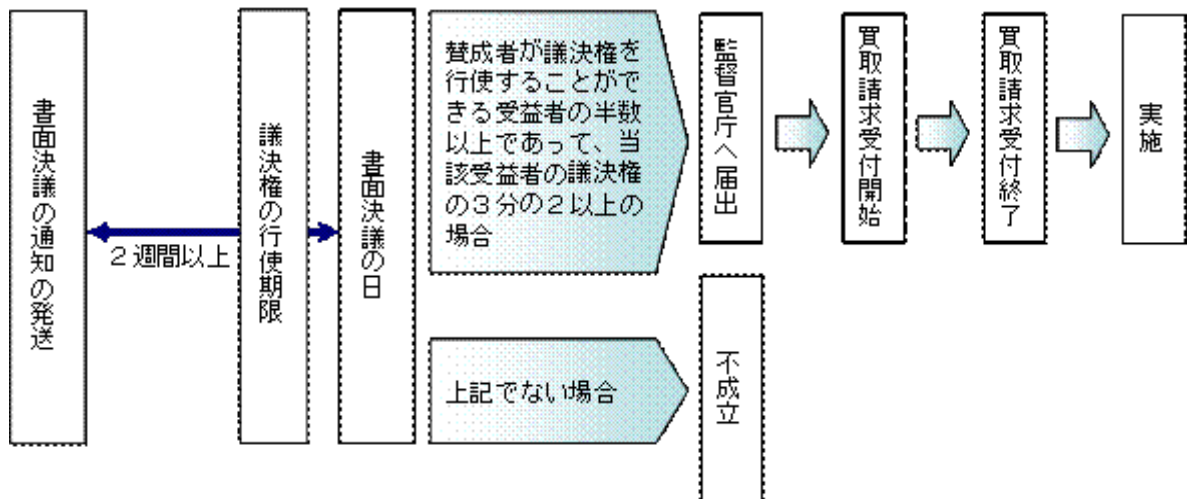 書面決議の通知の発送
２週間以上
議決権の行使期限
書面決議の日
賛成者が議決権を
行使することがで
きる受益者の半数
以上であって、当
該受益者の議決権
の３分の２以上の
場合
監督官庁へ届出
買取請求受付開始
買取請求受付終了
実施
上記でない場合
不成立